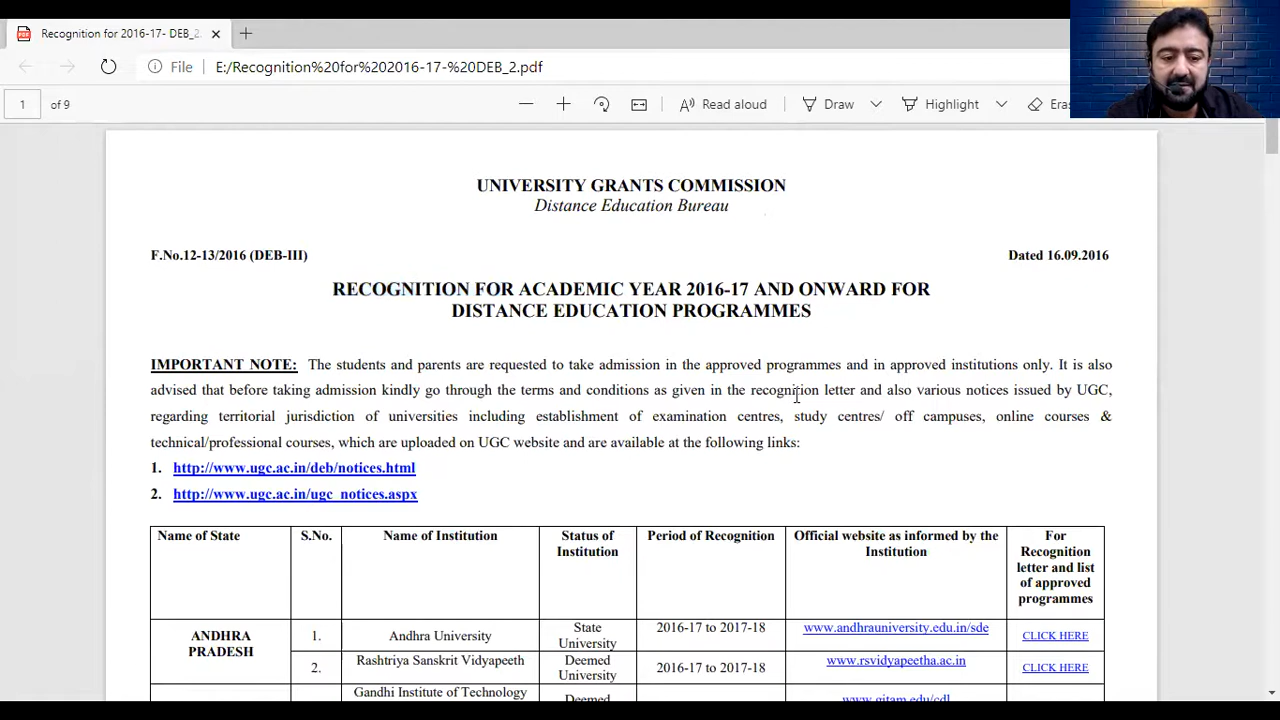 Recognition for 2016-17- DEB_2.
File E:/Recognition%20for%202016-17-%20DEB_2.pdf
1 of 9 Read aloud Draw Highlight
UNIVERSITY GRANTS COMMISSION
Distance Education Bureau
F.No.12-13/2016 (DEB-III) Dated 16.09.2016
RECOGNITION FOR ACADEMIC YEAR 2016-17 AND ONWARD FOR
DISTANCE EDUCATION PROGRAMMES
IMPORTANT NOTE: The students and parents are requested to take admission in the approved programmes and in approved institutions only. It is also
advised that before taking admission kindly go through the terms and conditions as given in the recognition letter and also various notices issued by UGC,
regarding territorial jurisdiction of universities including establishment of examination centres, study centres/ off campuses, online courses &
technical/professional courses, which are uploaded on UGC website and are available at the following links:
1. http://www.ugc.ac.in/deb/notices.html
2. http://www.ugc.ac.in/ugc_notices.aspx
Name of State S.No. Name of Institution Status of Institution Period of Recognition Official website as informed by the Institution For Recognition letter and list of approved programmes
ANDHRA PRADESH 1. Andhra University State University 2016-17 to 2017-18 www.andhrauniversity.edu.in/sde CLICK HERE
2. Rashtriya Sanskrit Vidyapeeth Deemed University 2016-17 to 2017-18 www.rsvidyapeetha.ac.in CLICK HERE
Gandhi Institute of Technology Deemed www.gitam.edu/cdl